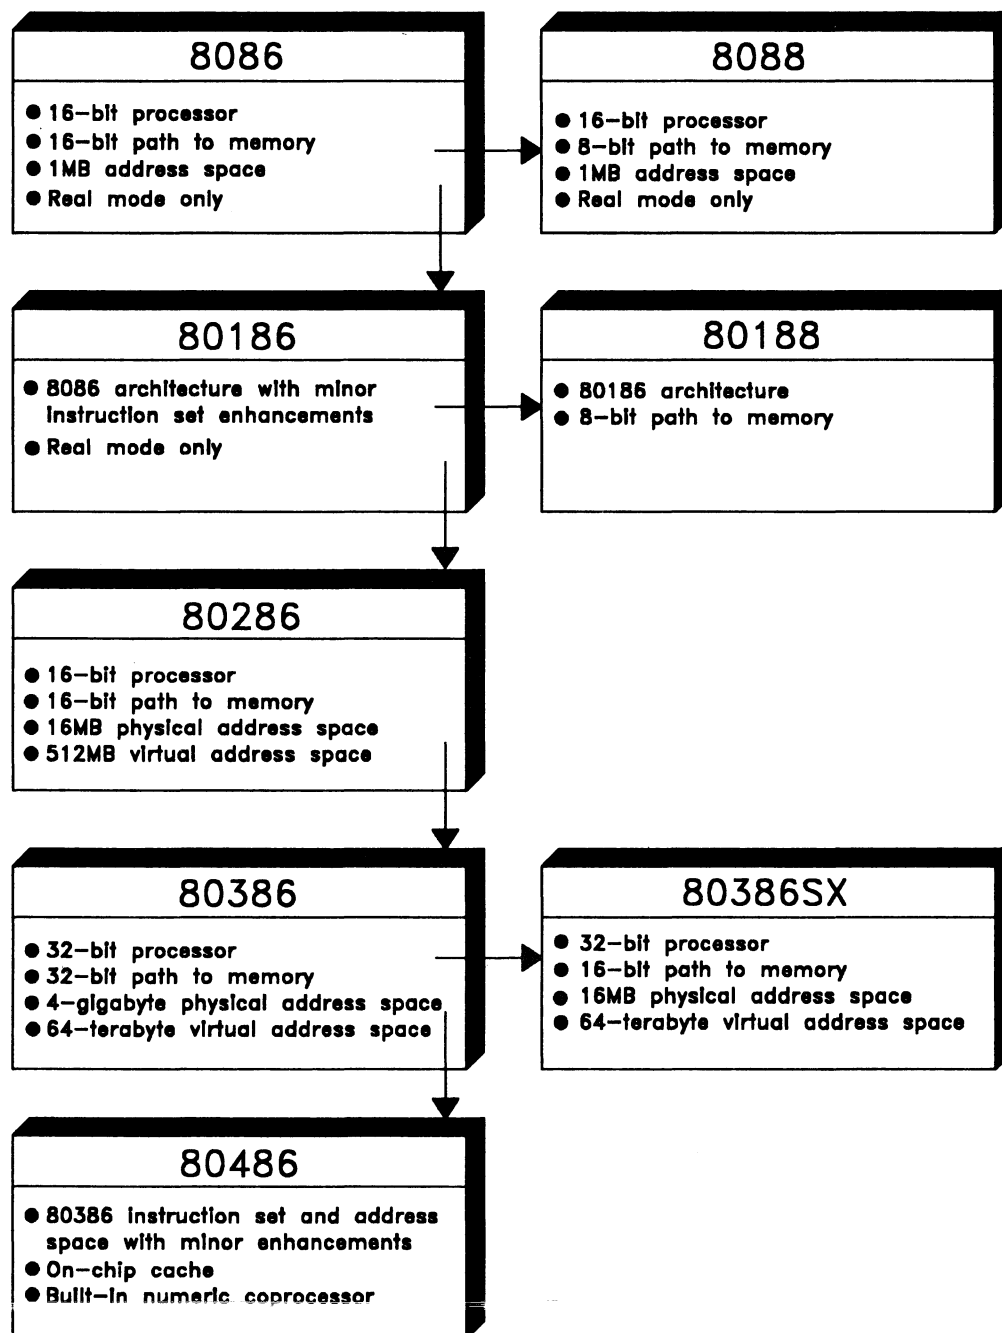 8086
● 16-bit processor
● 16-bit path to memory
● 1MB address space
● Real mode only
8088
● 16-bit processor
● 8-bit path to memory
● 1MB address space
● Real mode only
80186
● 8086 architecture with minor
instruction set enhancements
● Real mode only
80188
● 80186 architecture
● 8-bit path to memory
80286
● 16-bit processor
● 16-bit path to memory
● 16MB physical address space
● 512MB virtual address space
80386
● 32-bit processor
● 32-bit path to memory
● 4-gigabyte physical address space
● 64-terabyte virtual address space
80386SX
● 32-bit processor
● 16-bit path to memory
● 16MB physical address space
● 64-terabyte virtual address space
80486
● 80386 instruction set and address
space with minor enhancements
● On-chip cache
● Built-in numeric coprocessor